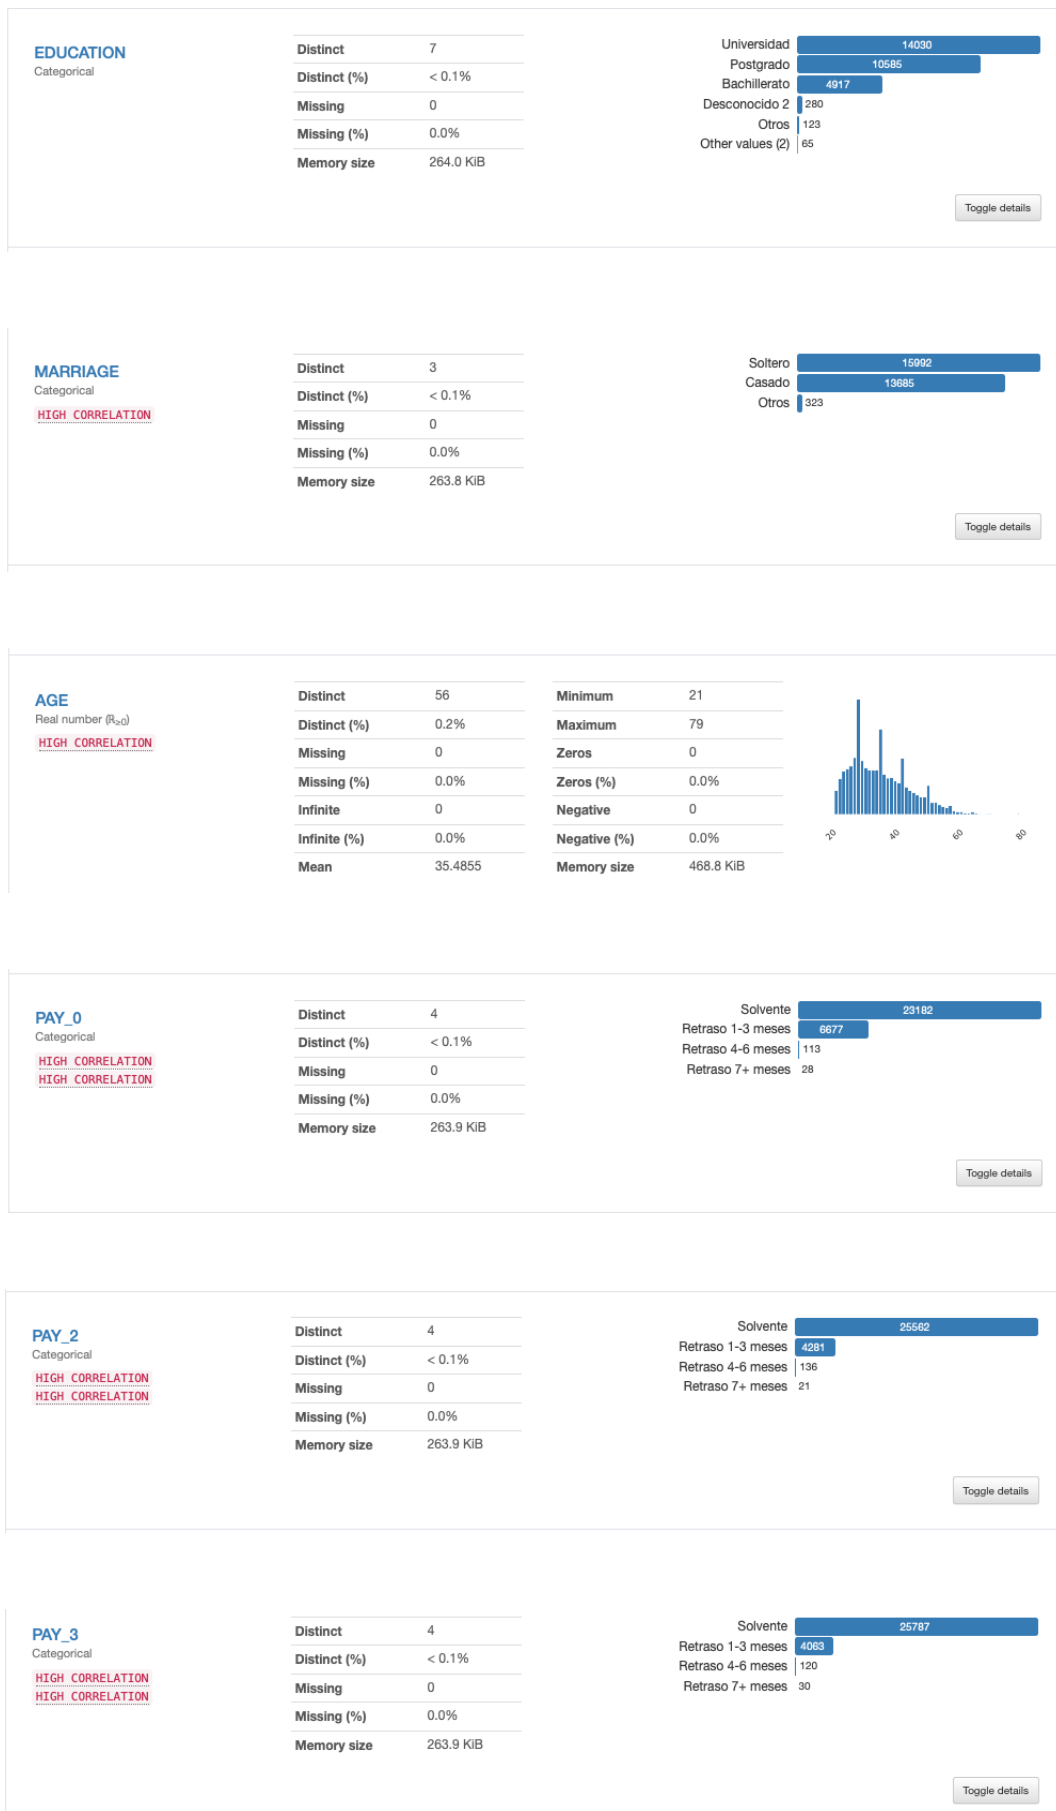 EDUCATION
Categorical
Distinct 7
Distinct (%) < 0.1%
Missing 0
Missing (%) 0.0%
Memory size 264.0 KiB
Universidad 14030
Postgrado 10585
Bachillerato 4917
Desconocido 2 280
Otros 123
Other values (2) 65
Toggle details
MARRIAGE
Categorical
HIGH CORRELATION
Distinct 3
Distinct (%) < 0.1%
Missing 0
Missing (%) 0.0%
Memory size 263.8 KiB
Soltero 15992
Casado 13685
Otros 323
Toggle details
AGE
Real number (ℝ≥0)
HIGH CORRELATION
Distinct 56
Distinct (%) 0.2%
Missing 0
Missing (%) 0.0%
Infinite 0
Infinite (%) 0.0%
Mean 35.4855
Minimum 21
Maximum 79
Zeros 0
Zeros (%) 0.0%
Negative 0
Negative (%) 0.0%
Memory size 468.8 KiB
20 40 60 80
PAY_0
Categorical
HIGH CORRELATION
HIGH CORRELATION
Distinct 4
Distinct (%) < 0.1%
Missing 0
Missing (%) 0.0%
Memory size 263.9 KiB
Solvente 23182
Retraso 1-3 meses 6677
Retraso 4-6 meses 113
Retraso 7+ meses 28
Toggle details
PAY_2
Categorical
HIGH CORRELATION
HIGH CORRELATION
Distinct 4
Distinct (%) < 0.1%
Missing 0
Missing (%) 0.0%
Memory size 263.9 KiB
Solvente 25562
Retraso 1-3 meses 4281
Retraso 4-6 meses 136
Retraso 7+ meses 21
Toggle details
PAY_3
Categorical
HIGH CORRELATION
HIGH CORRELATION
Distinct 4
Distinct (%) < 0.1%
Missing 0
Missing (%) 0.0%
Memory size 263.9 KiB
Solvente 25787
Retraso 1-3 meses 4063
Retraso 4-6 meses 120
Retraso 7+ meses 30
Toggle details